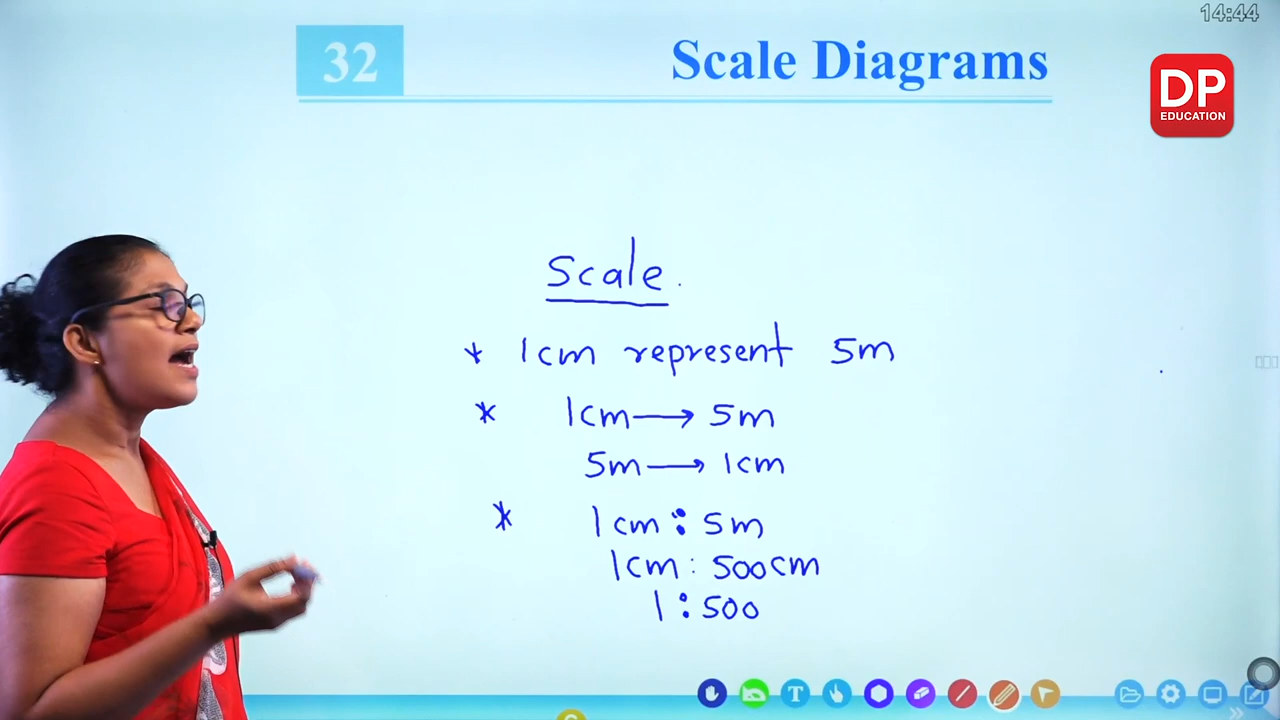 14:44
32
Scale Diagrams
DP
EDUCATION
Scale.
* 1cm represent 5m
* 1cm → 5m
5m → 1cm
* 1cm : 5m
1cm : 500cm
1 : 500
T